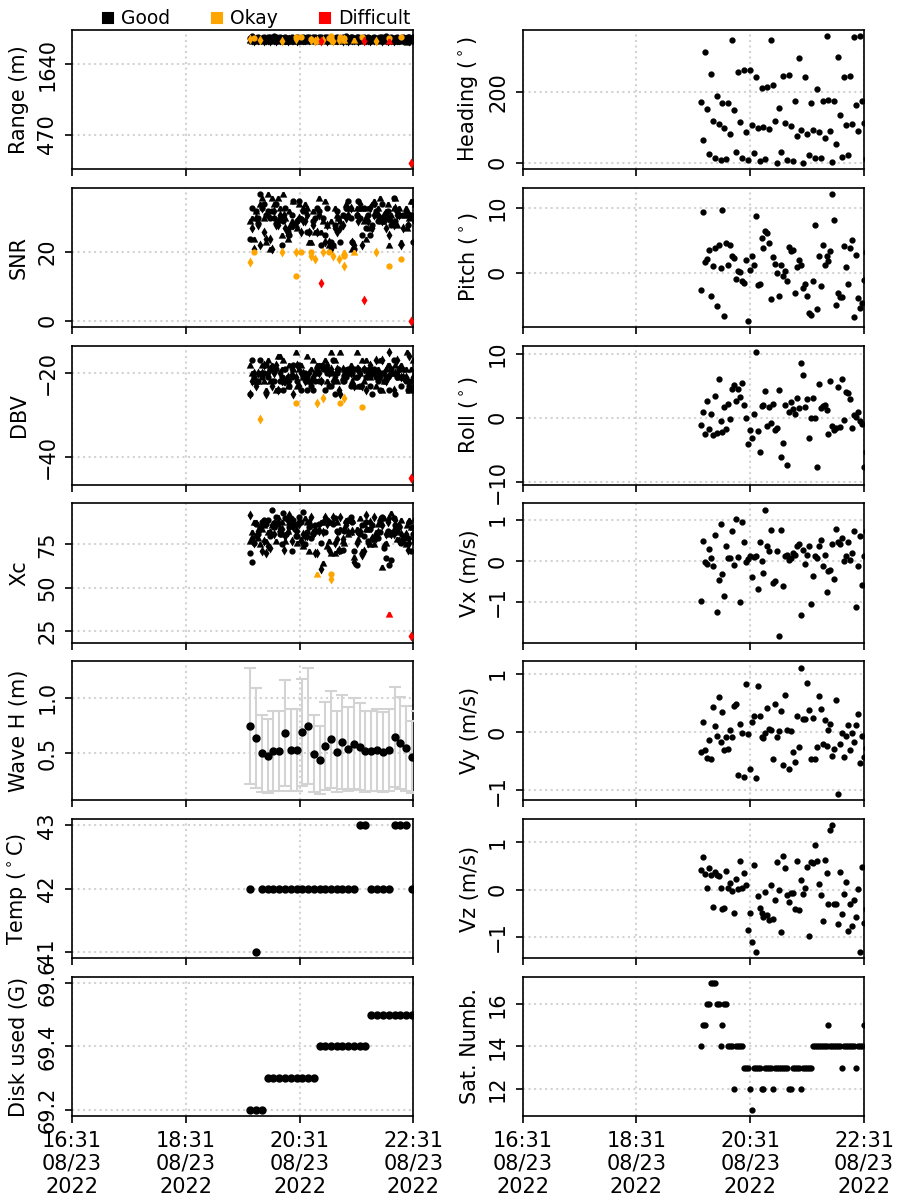 Good Okay Difficult
Range (m)
1640
470
Heading (°)
200
0
SNR
20
0
Pitch (°)
10
0
DBV
−20
−40
Roll (°)
10
0
−10
Xc
75
50
25
Vx (m/s)
1
0
−1
Wave H (m)
1.0
0.5
Vy (m/s)
1
0
−1
Temp (°C)
43
42
41
Vz (m/s)
1
0
−1
Disk used (G)
69.6
69.4
69.2
Sat. Numb.
16
14
12
16:31 18:31 20:31 22:31 16:31 18:31 20:31 22:31
08/23 08/23 08/23 08/23 08/23 08/23 08/23 08/23
2022 2022 2022 2022 2022 2022 2022 2022